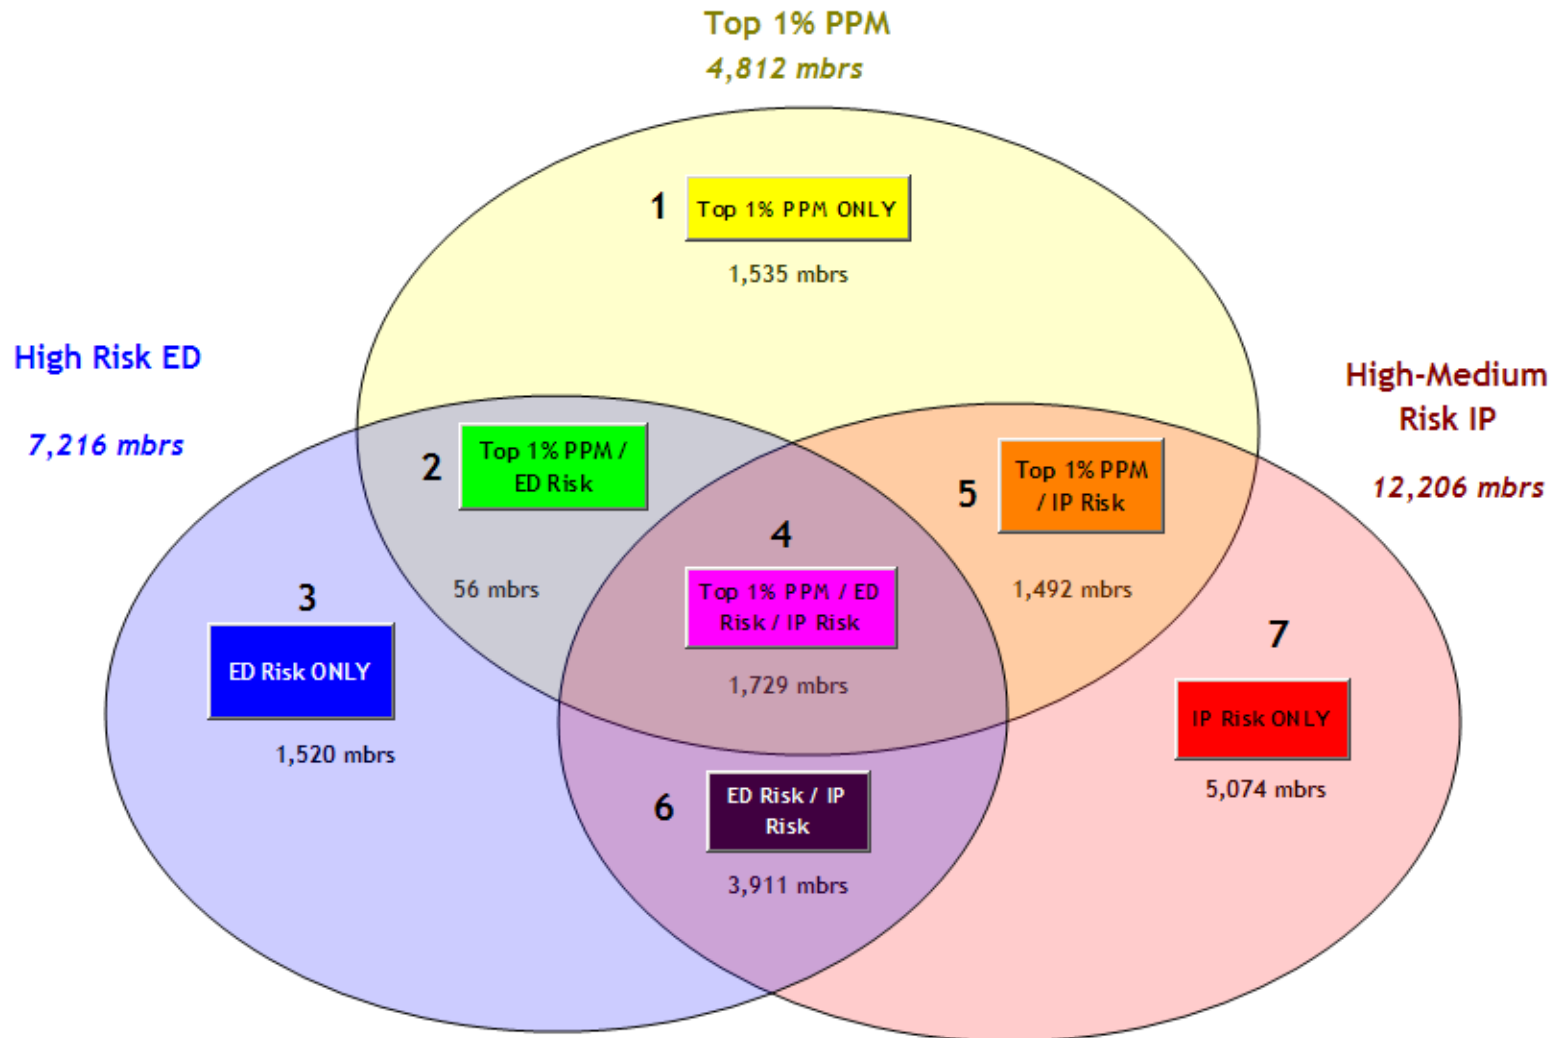 Top 1% PPM
4,812 mbrs
1
Top 1% PPM ONLY
1,535 mbrs
High Risk ED
7,216 mbrs
High-Medium
Risk IP
12,206 mbrs
2
Top 1% PPM /
ED Risk
56 mbrs
5
Top 1% PPM
/ IP Risk
1,492 mbrs
4
Top 1% PPM / ED
Risk / IP Risk
1,729 mbrs
3
ED Risk ONLY
1,520 mbrs
7
IP Risk ONLY
5,074 mbrs
6
ED Risk / IP
Risk
3,911 mbrs